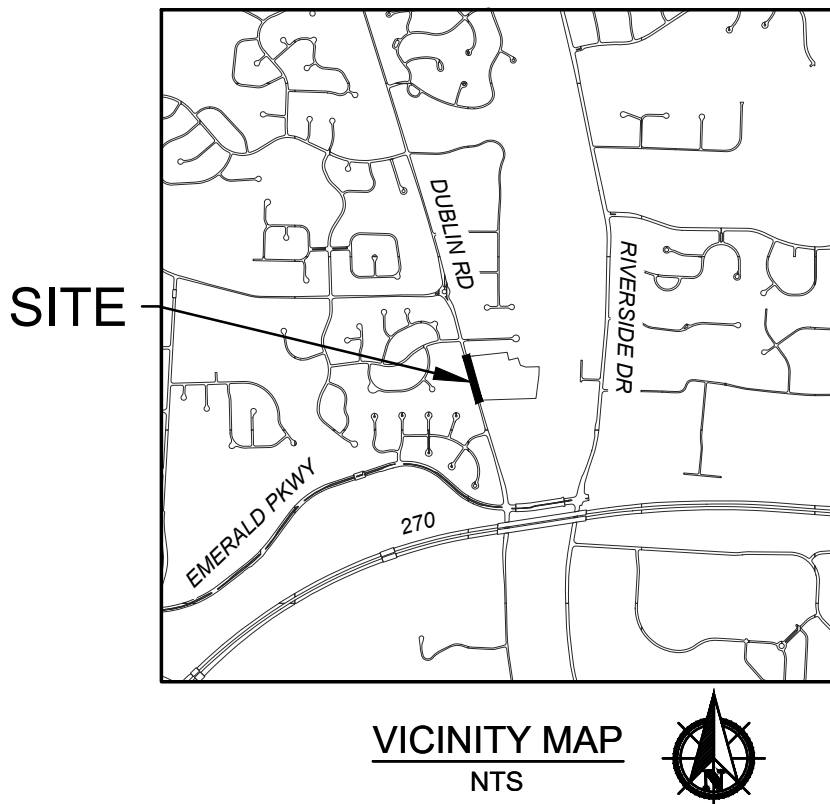 DUBLIN RD
RIVERSIDE DR
SITE
EMERALD PKWY
270
VICINITY MAP
NTS
N